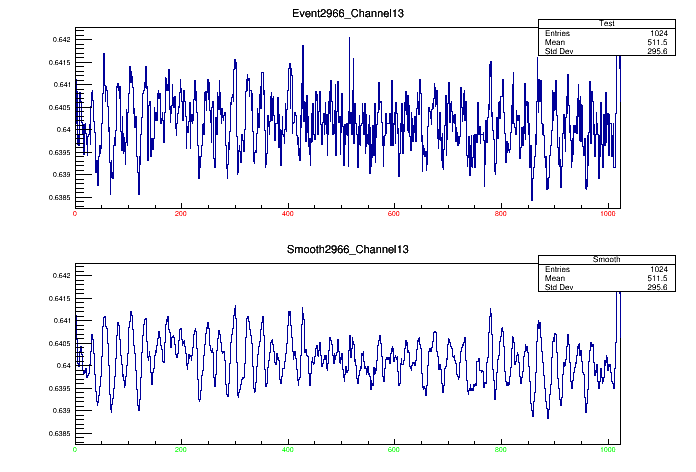 Event2966_Channel13
Test
Entries 1024
Mean 511.5
Std Dev 295.6
0.642
0.6415
0.641
0.6405
0.64
0.6395
0.639
0.6385
0 200 400 600 800 1000
Smooth2966_Channel13
Smooth
Entries 1024
Mean 511.5
Std Dev 295.6
0.642
0.6415
0.641
0.6405
0.64
0.6395
0.639
0.6385
0 200 400 600 800 1000